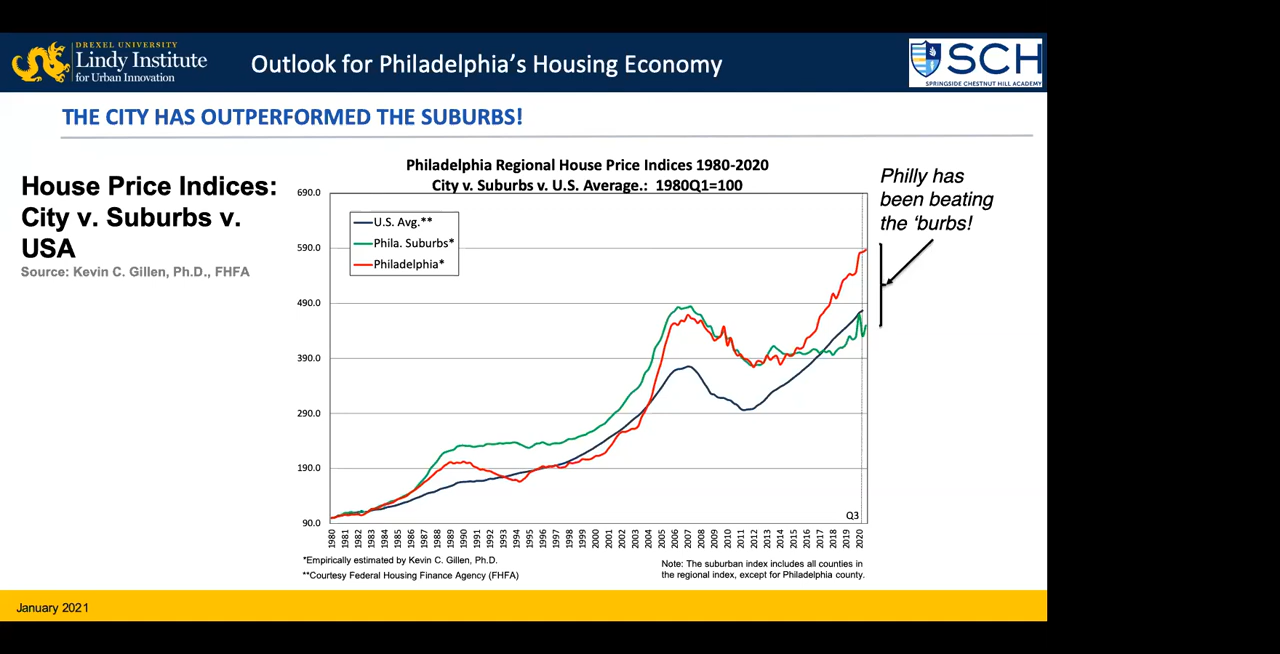 DREXEL UNIVERSITY
Lindy Institute
for Urban Innovation
Outlook for Philadelphia's Housing Economy
SCH
SPRINGSIDE CHESTNUT HILL ACADEMY
THE CITY HAS OUTPERFORMED THE SUBURBS!
House Price Indices:
City v. Suburbs v.
USA
Source: Kevin C. Gillen, Ph.D., FHFA
Philadelphia Regional House Price Indices 1980-2020
City v. Suburbs v. U.S. Average.: 1980Q1=100
690.0
590.0
490.0
390.0
290.0
190.0
90.0
U.S. Avg.**
Phila. Suburbs*
Philadelphia*
Q3
1980
1981
1982
1983
1984
1985
1986
1987
1988
1989
1990
1991
1992
1993
1994
1995
1996
1997
1998
1999
2000
2001
2002
2003
2004
2005
2006
2007
2008
2009
2010
2011
2012
2013
2014
2015
2016
2017
2018
2019
2020
Philly has
been beating
the 'burbs!
*Empirically estimated by Kevin C. Gillen, Ph.D.
**Courtesy Federal Housing Finance Agency (FHFA)
Note: The suburban index includes all counties in
the regional index, except for Philadelphia county.
January 2021